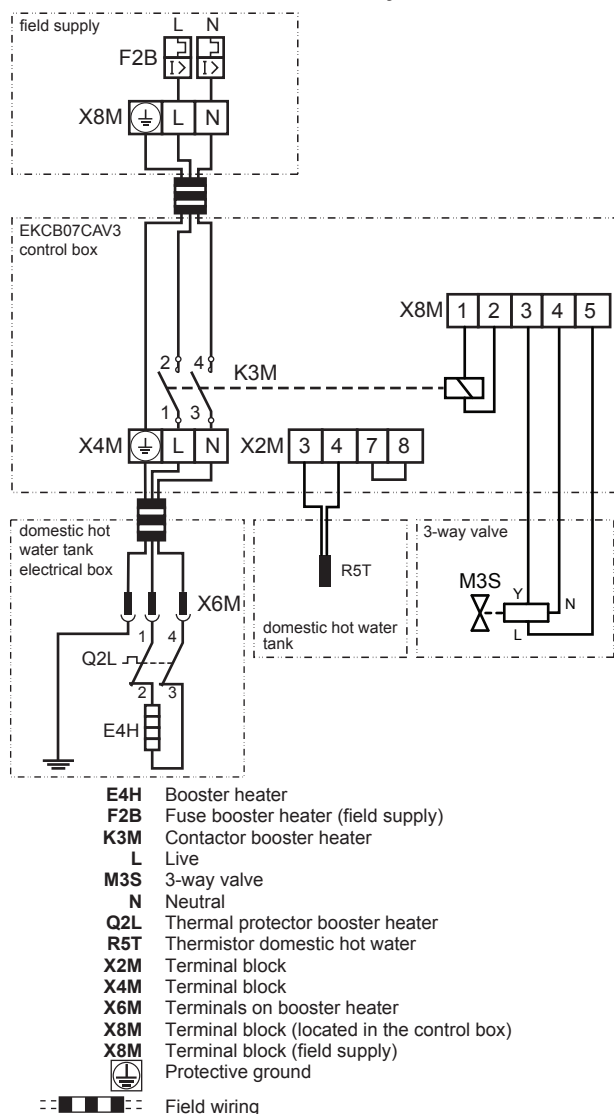 field supply
L N
F2B
I> I>
X8M L N
EKCB07CAV3
control box
X8M 1 2 3 4 5
2 4
K3M
1 3
X4M L N X2M 3 4 7 8
domestic hot
water tank
electrical box
3-way valve
R5T
M3S
Y
N
L
X6M
domestic hot water
tank
1 4
Q2L
2 3
E4H
E4H Booster heater
F2B Fuse booster heater (field supply)
K3M Contactor booster heater
L Live
M3S 3-way valve
N Neutral
Q2L Thermal protector booster heater
R5T Thermistor domestic hot water
X2M Terminal block
X4M Terminal block
X6M Terminals on booster heater
X8M Terminal block (located in the control box)
X8M Terminal block (field supply)
Protective ground
Field wiring